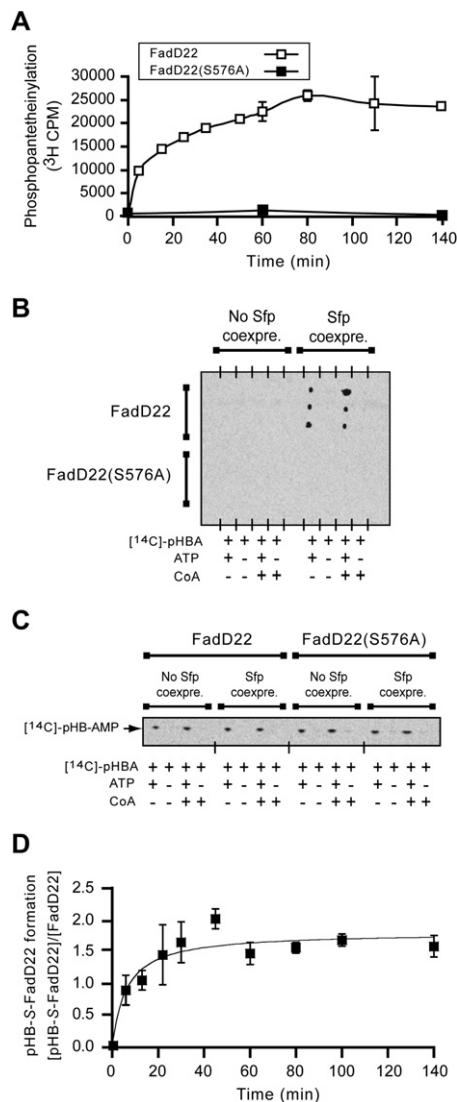 A
FadD22
FadD22(S576A)
Phosphopantetheinylation
(³H CPM)
30000
25000
20000
15000
10000
5000
0
0 20 40 60 80 100 120 140
Time (min)
B
No Sfp coexpre.
Sfp coexpre.
FadD22
FadD22(S576A)
[¹⁴C]-pHBA + + + + + + + +
ATP + - + - + - + -
CoA - - + + - - + +
C
FadD22 FadD22(S576A)
No Sfp coexpre.
Sfp coexpre.
No Sfp coexpre.
Sfp coexpre.
[¹⁴C]-pHB-AMP
[¹⁴C]-pHBA + + + + + + + + + + + + + + + +
ATP + - + - + - + - + - + - + - + -
CoA - - + + - - + + - - + + - - + +
D
pHB-S-FadD22 formation
[pHB-S-FadD22]/[FadD22]
2.5
2.0
1.5
1.0
0.5
0.0
0 20 40 60 80 100 120 140
Time (min)